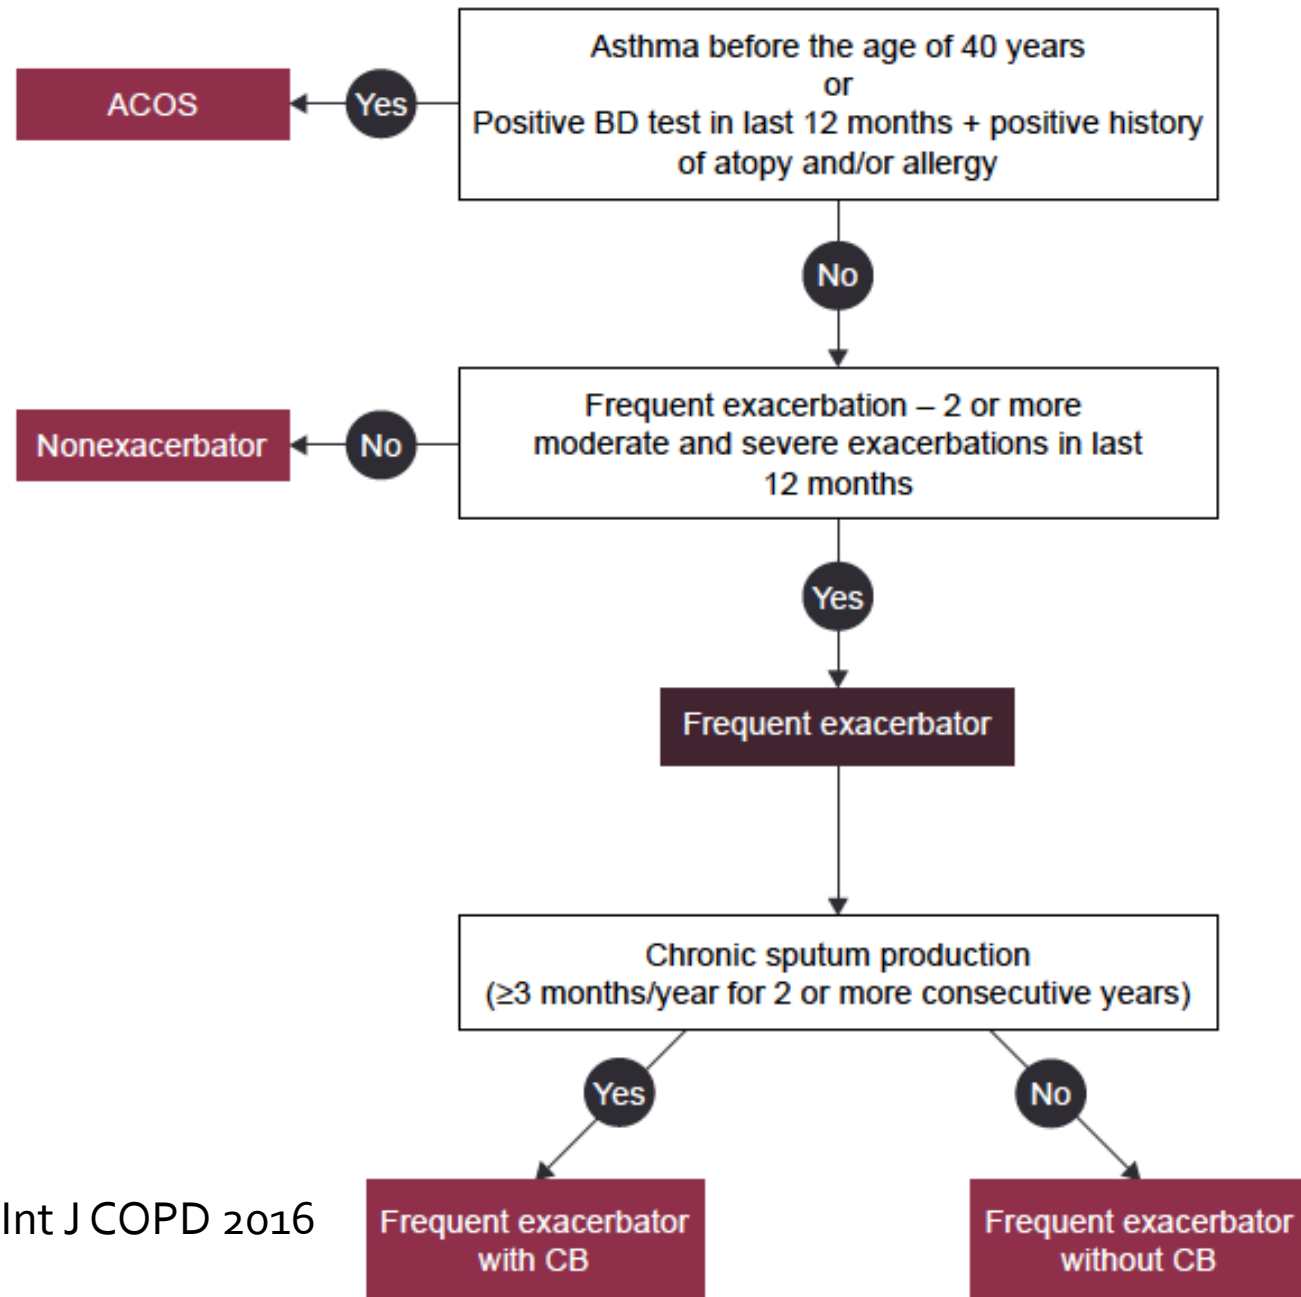 Asthma before the age of 40 years
or
Positive BD test in last 12 months + positive history
of atopy and/or allergy
Yes
ACOS
No
Frequent exacerbation – 2 or more
moderate and severe exacerbations in last
12 months
No
Nonexacerbator
Yes
Frequent exacerbator
Chronic sputum production
(≥3 months/year for 2 or more consecutive years)
Yes
No
Frequent exacerbator
with CB
Frequent exacerbator
without CB
Int J COPD 2016